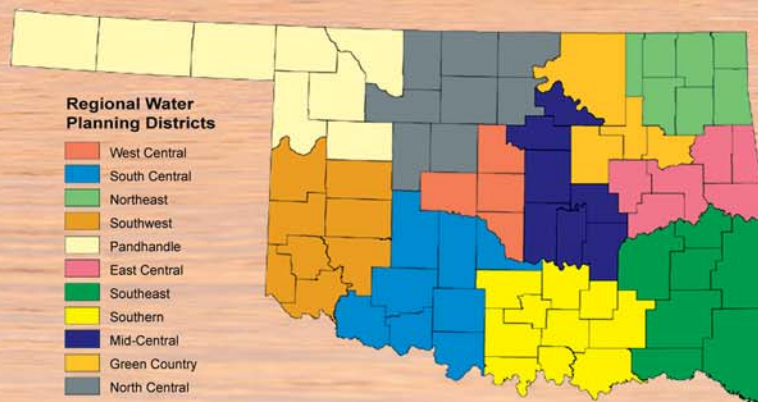 Regional Water
Planning Districts
West Central
South Central
Northeast
Southwest
Pandhandle
East Central
Southeast
Southern
Mid-Central
Green Country
North Central